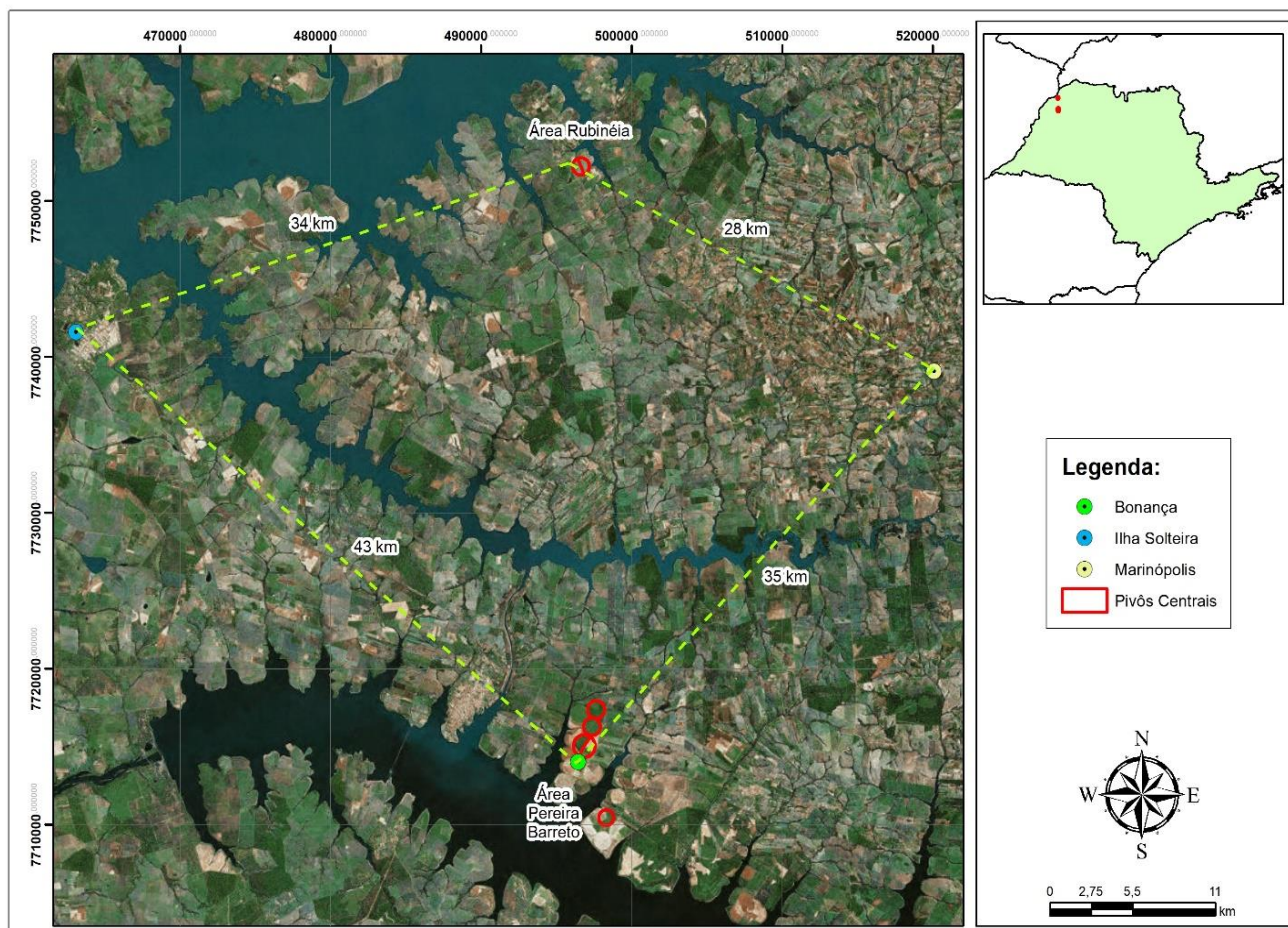 470000,000000 480000,000000 490000,000000 500000,000000 510000,000000 520000,000000
Área Rubinéia
7750000,000000
34 km
28 km
7740000,000000
7730000,000000
43 km
35 km
7720000,000000
Área
Pereira
Barreto
7710000,000000
Legenda:
Bonança
Ilha Solteira
Marinópolis
Pivôs Centrais
N
W E
S
0 2,75 5,5 11
km